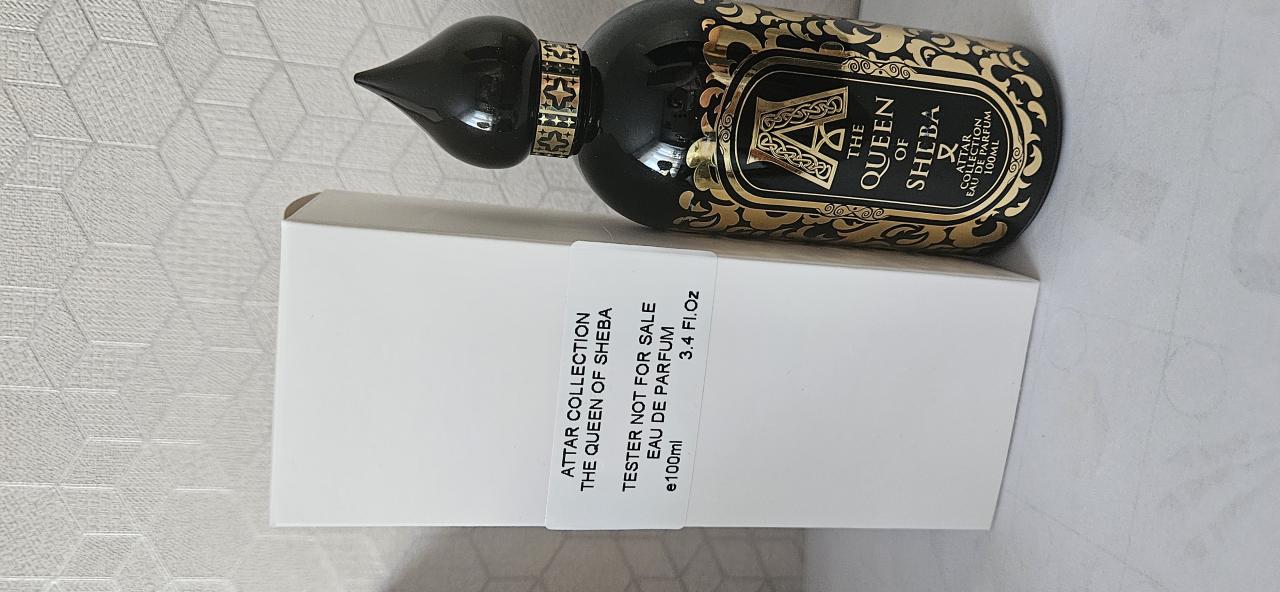 A
THE
QUEEN
OF
SHEBA
ATTAR
COLLECTION
EAU DE PARFUM
100ML
ATTAR COLLECTION
THE QUEEN OF SHEBA
TESTER NOT FOR SALE
EAU DE PARFUM
e100ml 3.4 Fl.Oz